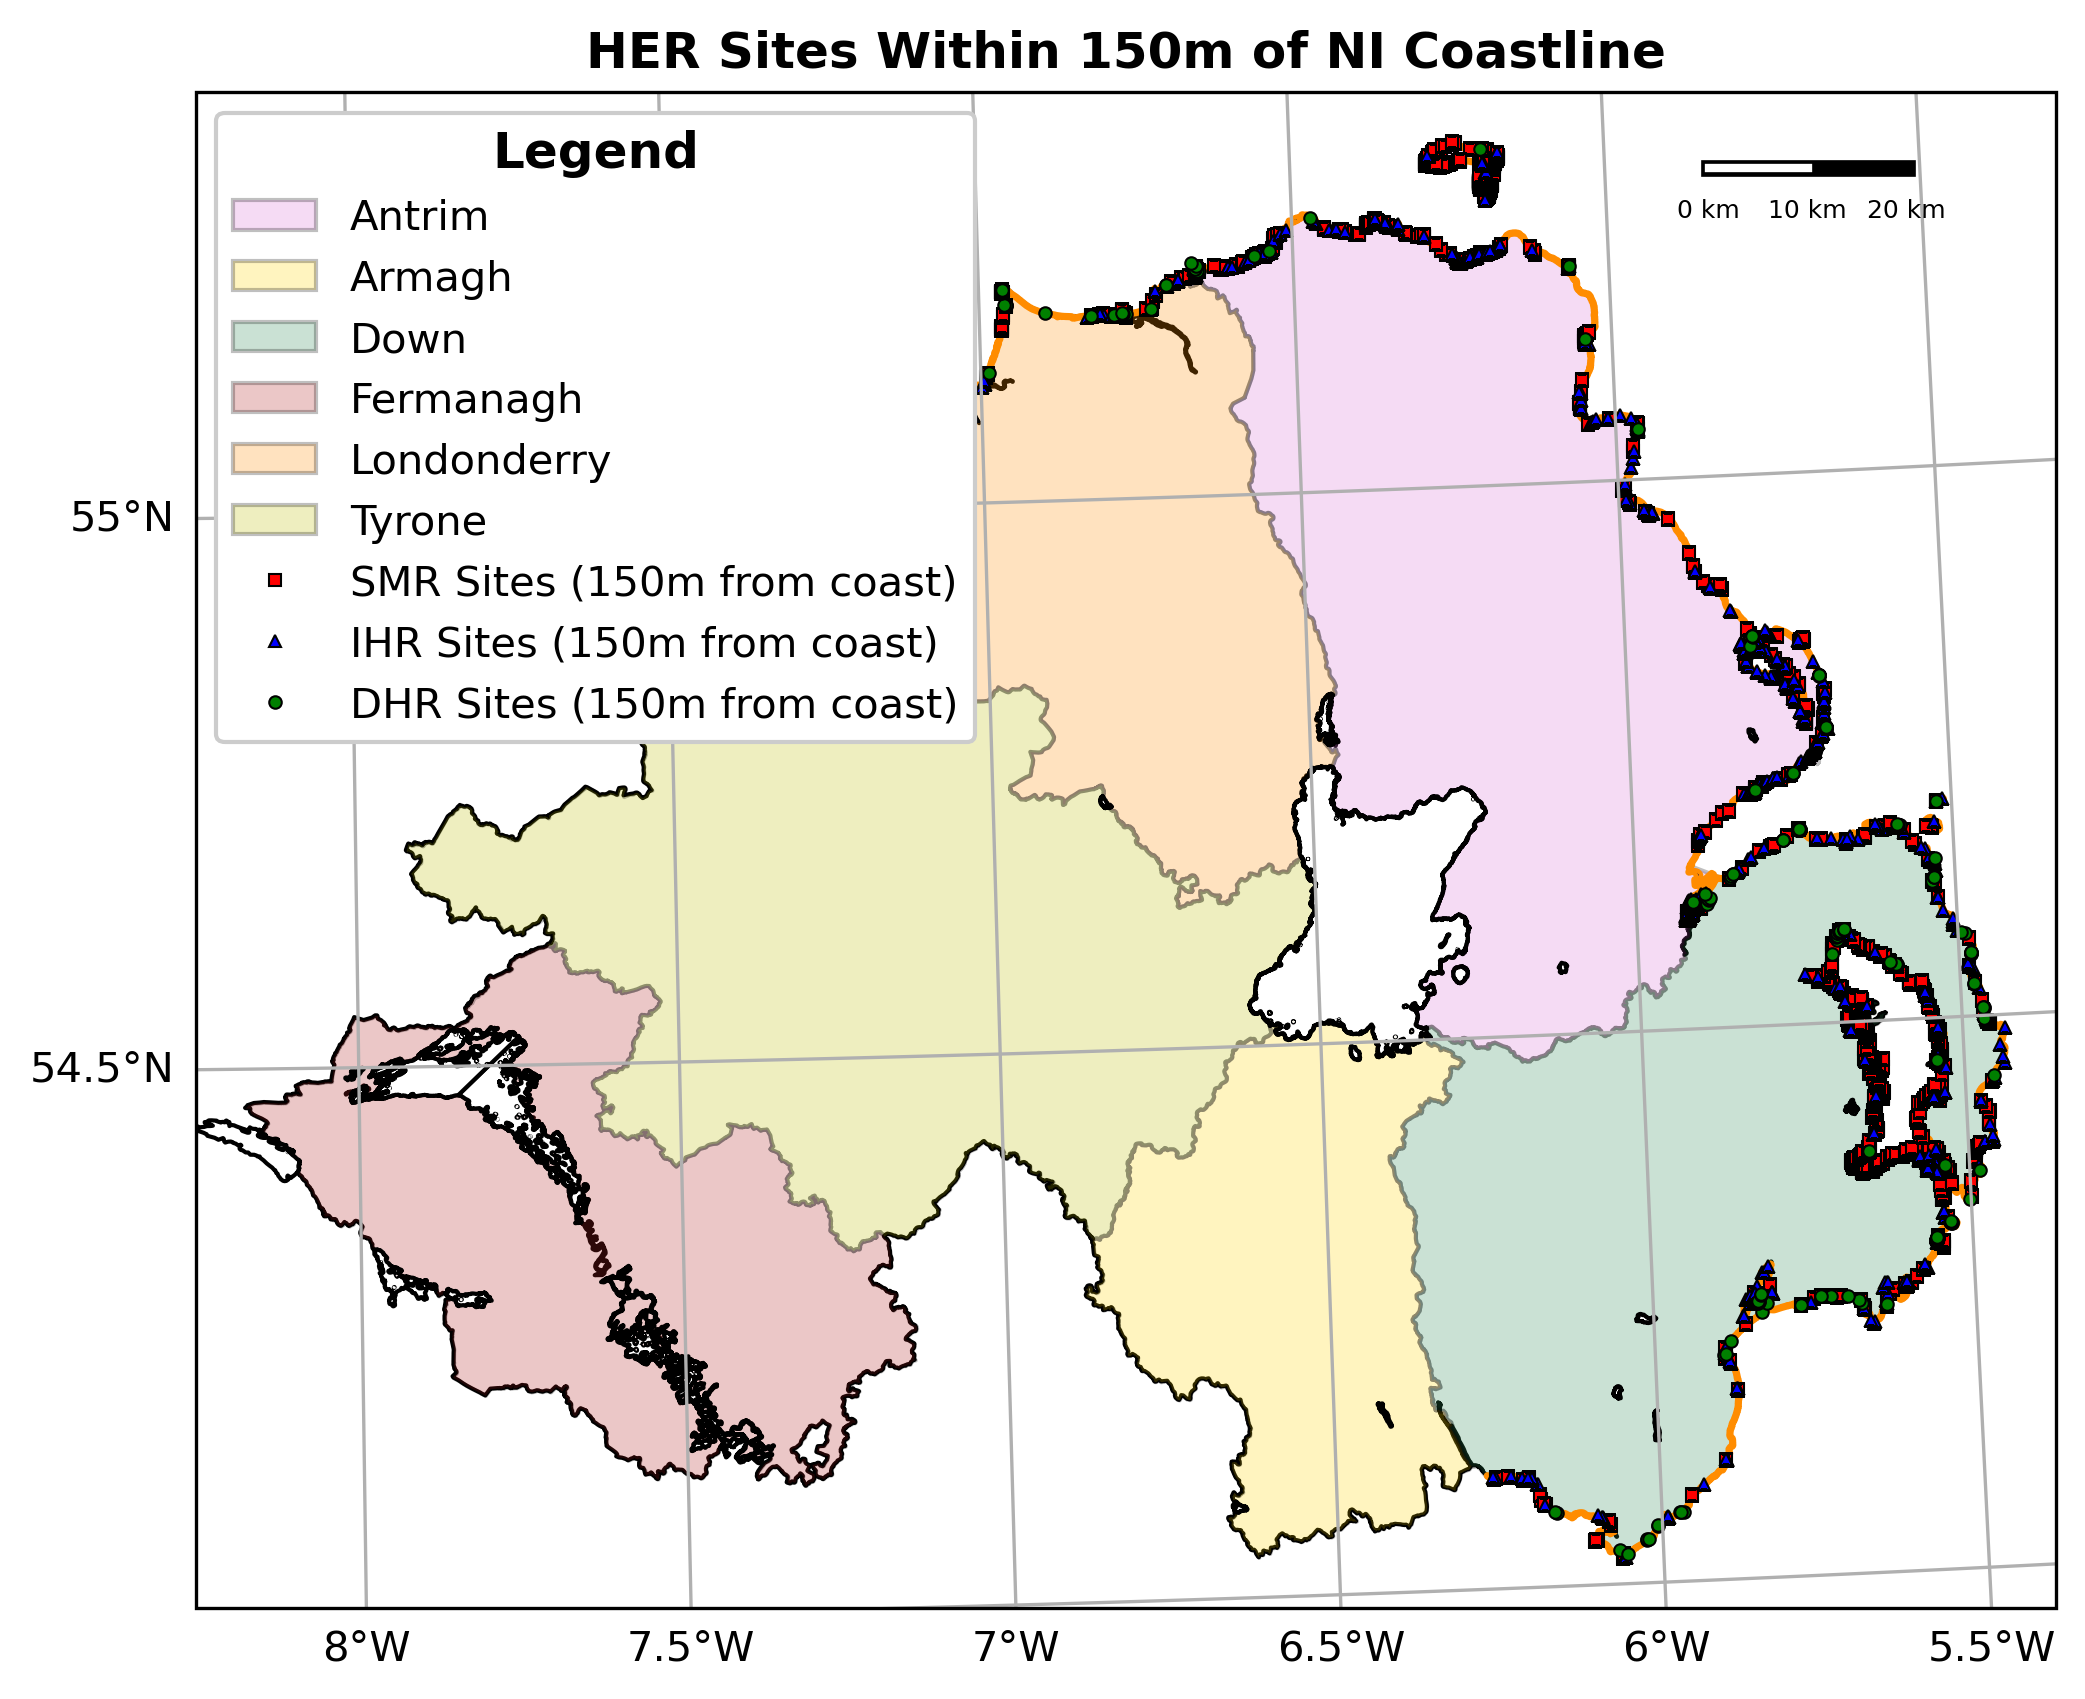 HER Sites Within 150m of NI Coastline
Legend
Antrim
Armagh
Down
Fermanagh
Londonderry
Tyrone
SMR Sites (150m from coast)
IHR Sites (150m from coast)
DHR Sites (150m from coast)
0 km 10 km 20 km
55°N
54.5°N
8°W 7.5°W 7°W 6.5°W 6°W 5.5°W